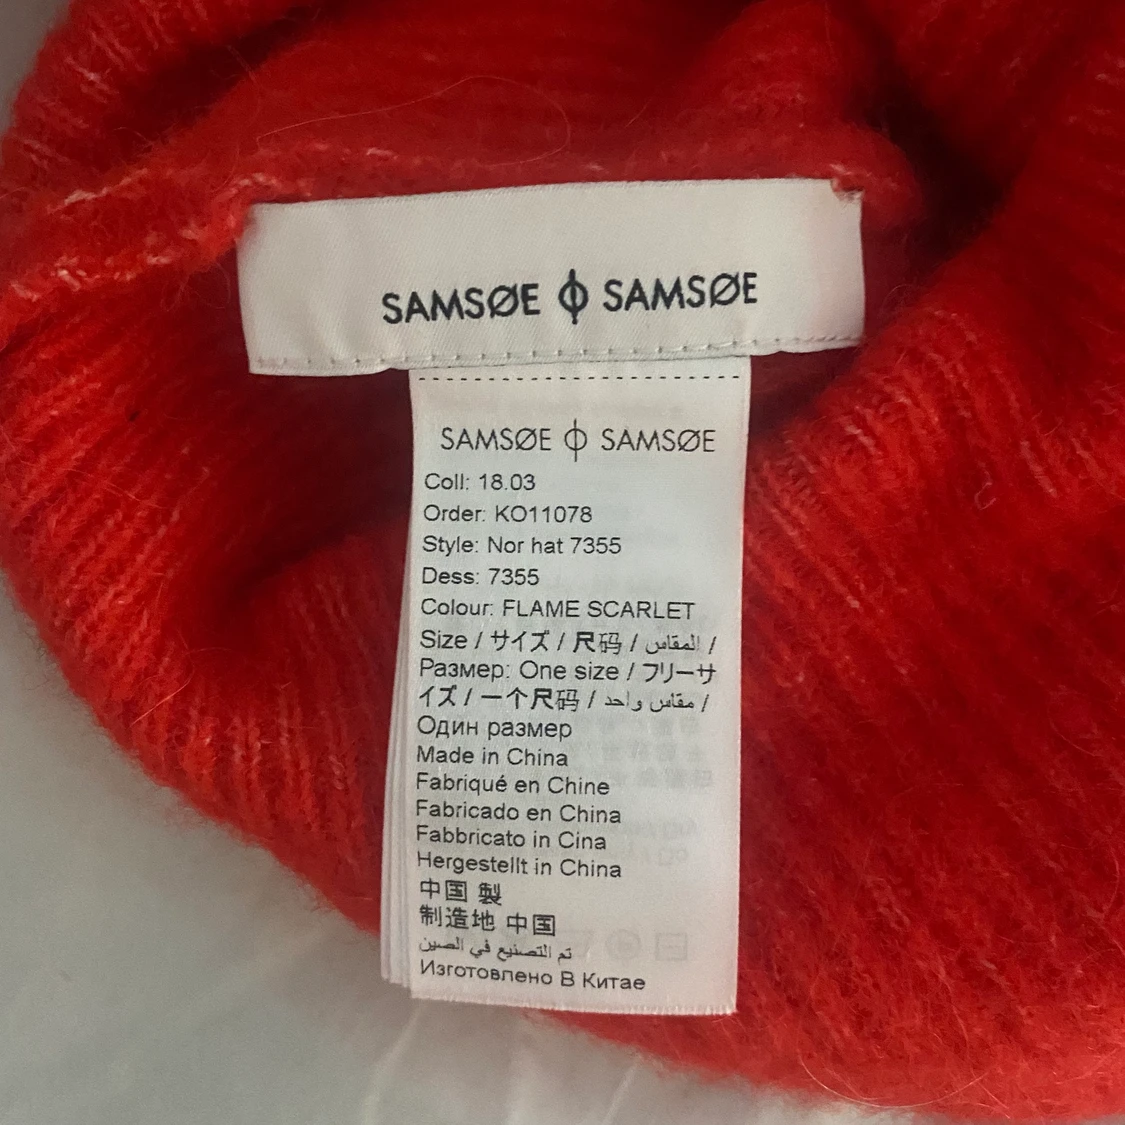 SAMSØE ϕ SAMSØE
SAMSØE ϕ SAMSØE
Coll: 18.03
Order: KO11078
Style: Nor hat 7355
Dess: 7355
Colour: FLAME SCARLET
Size / サイズ / 尺码 / المقاس /
Размер: One size / フリーサ
イズ / 一个尺码 / مقاس واحد /
Один размер
Made in China
Fabriqué en Chine
Fabricado en China
Fabbricato in Cina
Hergestellt in China
中国 製
制造地 中国
تم التصنيع في الصين
Изготовлено В Китае